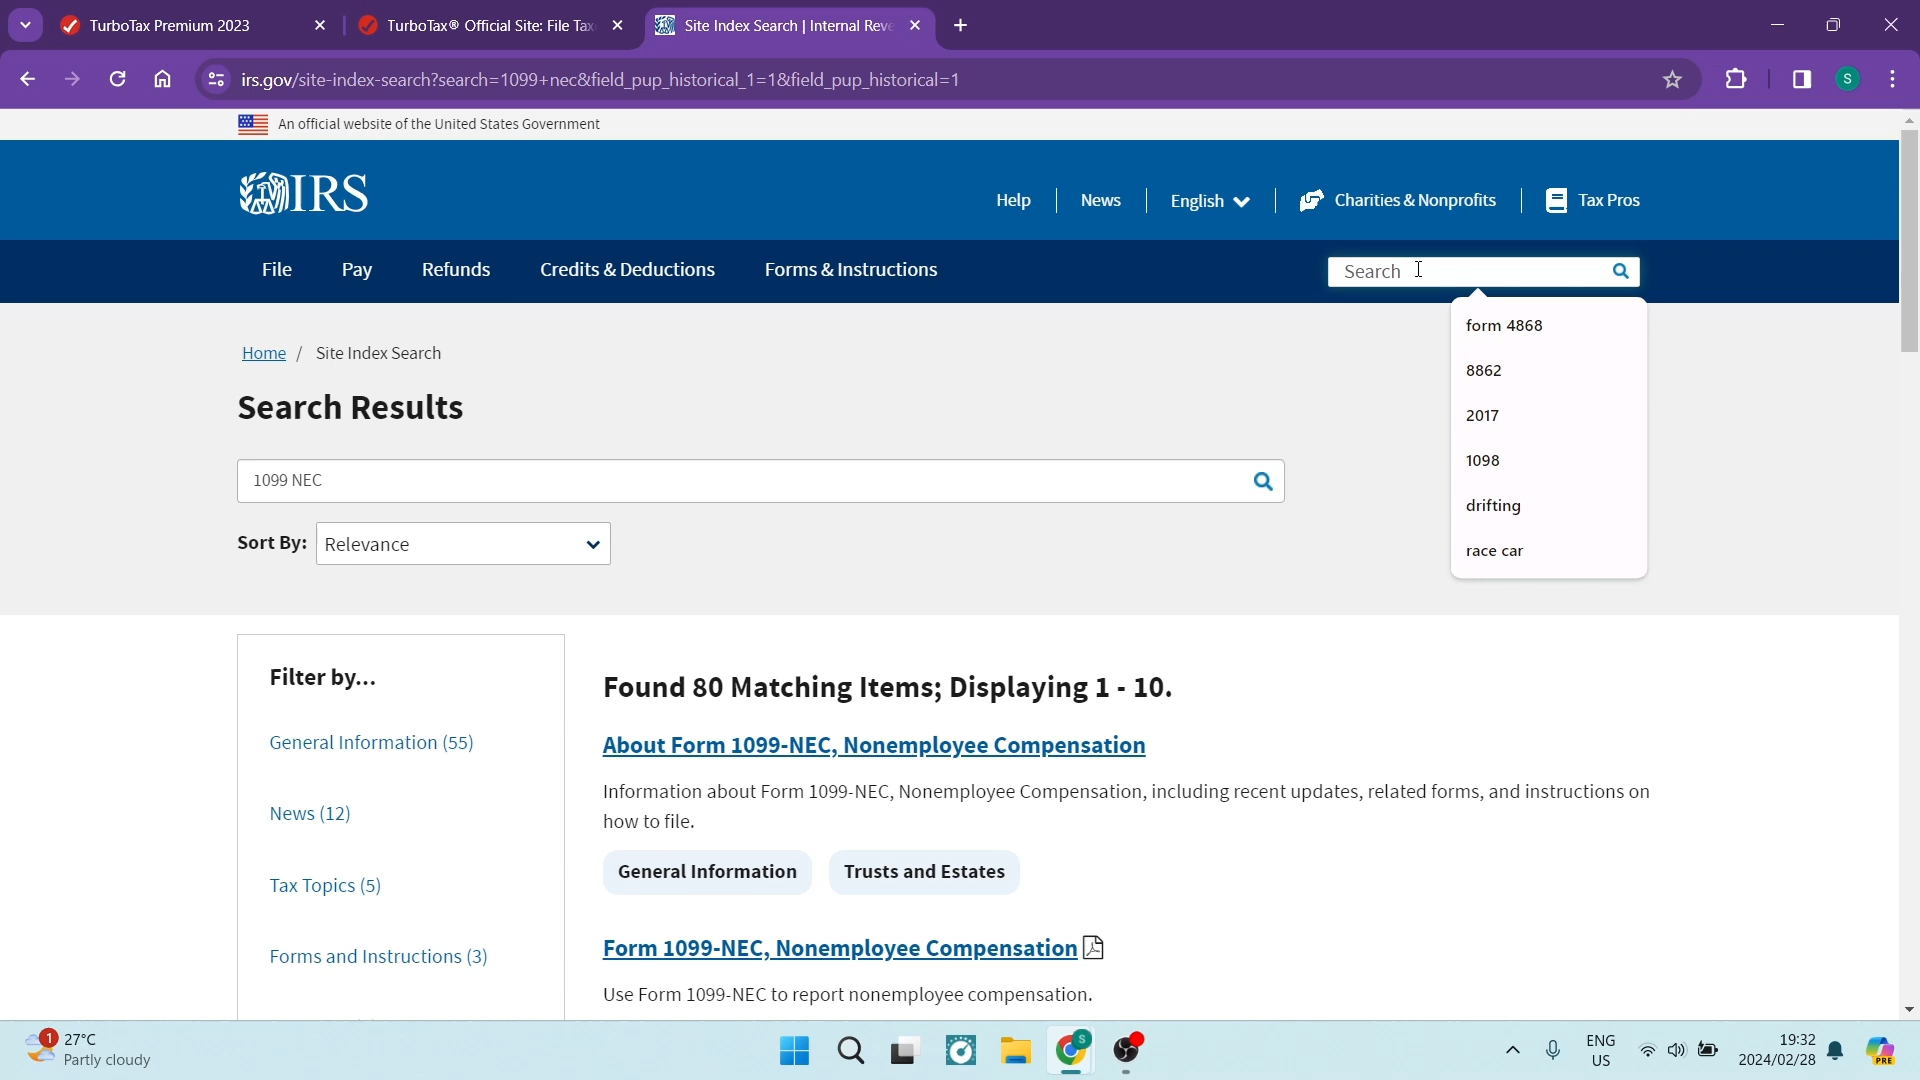 TurboTax Premium 2023
TurboTax® Official Site: File Tax
Site Index Search | Internal Reve
irs.gov/site-index-search?search=1099+nec&field_pup_historical_1=1&field_pup_historical=1
S
An official website of the United States Government
IRS
Help
News
English
Charities & Nonprofits
Tax Pros
File
Pay
Refunds
Credits & Deductions
Forms & Instructions
Search
form 4868
8862
2017
1098
drifting
race car
Home / Site Index Search
Search Results
1099 NEC
Sort By: Relevance
Filter by...
General Information (55)
News (12)
Tax Topics (5)
Forms and Instructions (3)
Found 80 Matching Items; Displaying 1 - 10.
About Form 1099-NEC, Nonemployee Compensation
Information about Form 1099-NEC, Nonemployee Compensation, including recent updates, related forms, and instructions on
how to file.
General Information
Trusts and Estates
Form 1099-NEC, Nonemployee Compensation
Use Form 1099-NEC to report nonemployee compensation.
1
27°C
Partly cloudy
S
ENG
US
19:32
2024/02/28
PRE